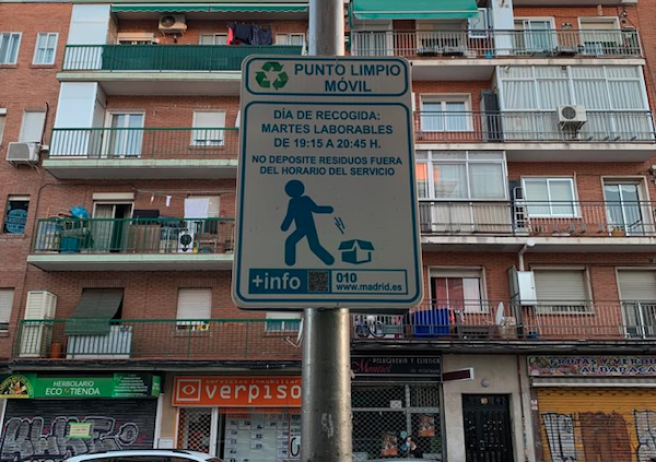 PUNTO LIMPIO
MÓVIL
DÍA DE RECOGIDA:
MARTES LABORABLES
DE 19:15 A 20:45 H.
NO DEPOSITE RESIDUOS FUERA
DEL HORARIO DEL SERVICIO
+info
010
www.madrid.es
HERBOLARIO
ECO TIENDA
verpiso